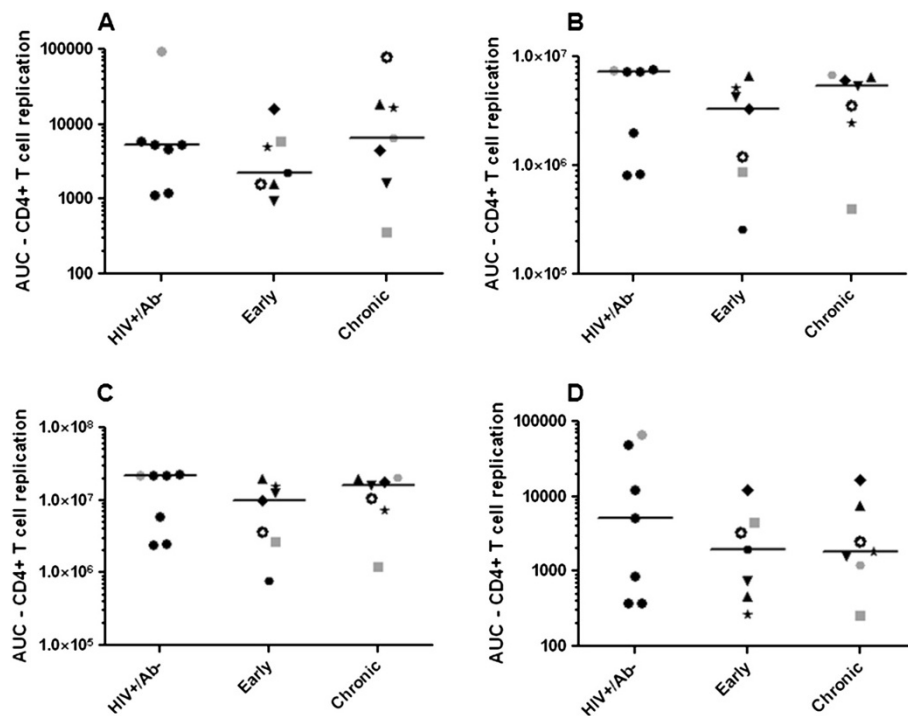 A
AUC - CD4+ T cell replication
100000
10000
1000
100
HIV+/Ab-
Early
Chronic
B
AUC - CD4+ T cell replication
1.0×10⁷
1.0×10⁶
1.0×10⁵
HIV+/Ab-
Early
Chronic
C
AUC - CD4+ T cell replication
1.0×10⁸
1.0×10⁷
1.0×10⁶
1.0×10⁵
HIV+/Ab-
Early
Chronic
D
AUC - CD4+ T cell replication
100000
10000
1000
100
HIV+/Ab-
Early
Chronic